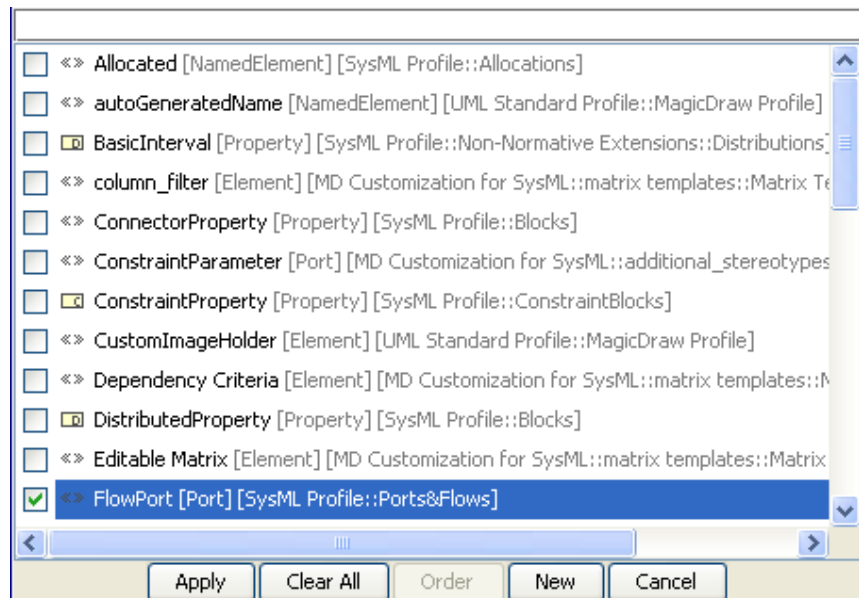 «» Allocated [NamedElement] [SysML Profile::Allocations]
«» autoGeneratedName [NamedElement] [UML Standard Profile::MagicDraw Profile]
D BasicInterval [Property] [SysML Profile::Non-Normative Extensions::Distributions]
«» column_filter [Element] [MD Customization for SysML::matrix templates::Matrix Te
«» ConnectorProperty [Property] [SysML Profile::Blocks]
«» ConstraintParameter [Port] [MD Customization for SysML::additional_stereotypes
C ConstraintProperty [Property] [SysML Profile::ConstraintBlocks]
«» CustomImageHolder [Element] [UML Standard Profile::MagicDraw Profile]
«» Dependency Criteria [Element] [MD Customization for SysML::matrix templates::M
D DistributedProperty [Property] [SysML Profile::Blocks]
«» Editable Matrix [Element] [MD Customization for SysML::matrix templates::Matrix
«» FlowPort [Port] [SysML Profile::Ports&Flows]
Apply Clear All Order New Cancel